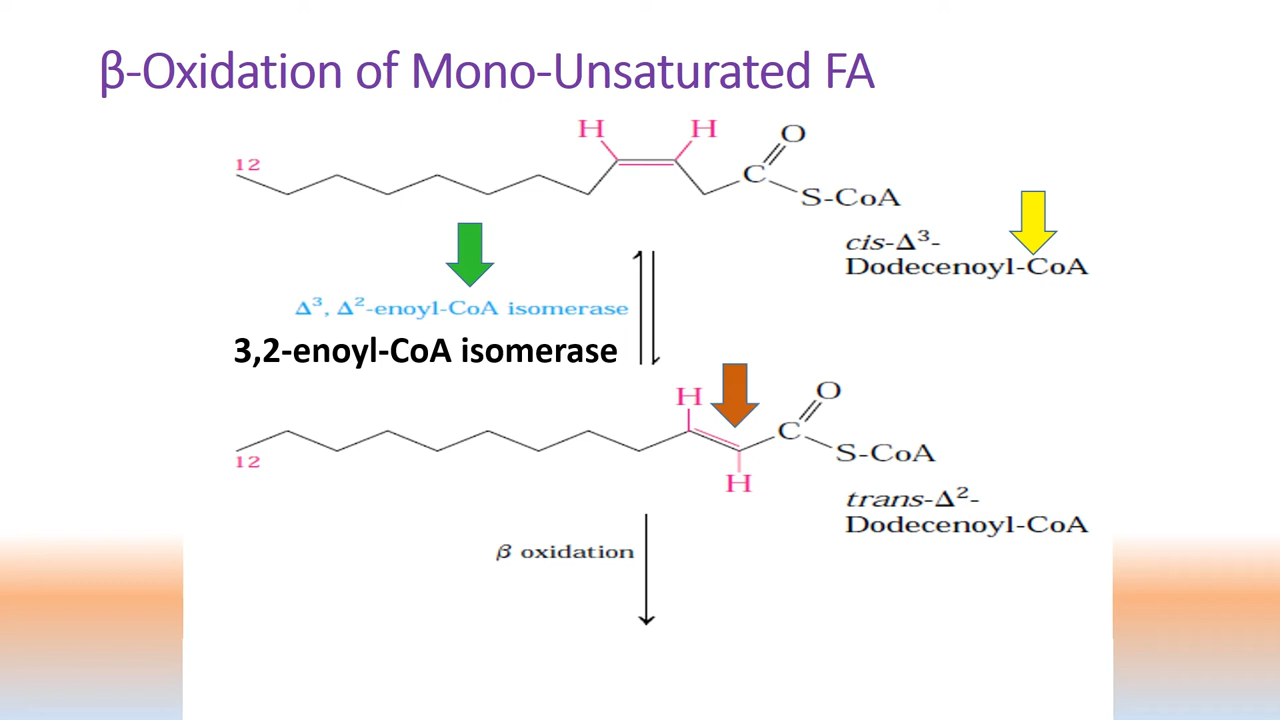 β-Oxidation of Mono-Unsaturated FA
H H O
12
C
S-CoA
cis-Δ³-
Dodecenoyl-CoA
Δ³, Δ²-enoyl-CoA isomerase
3,2-enoyl-CoA isomerase
H O
C
12
S-CoA
H
trans-Δ²-
Dodecenoyl-CoA
β oxidation